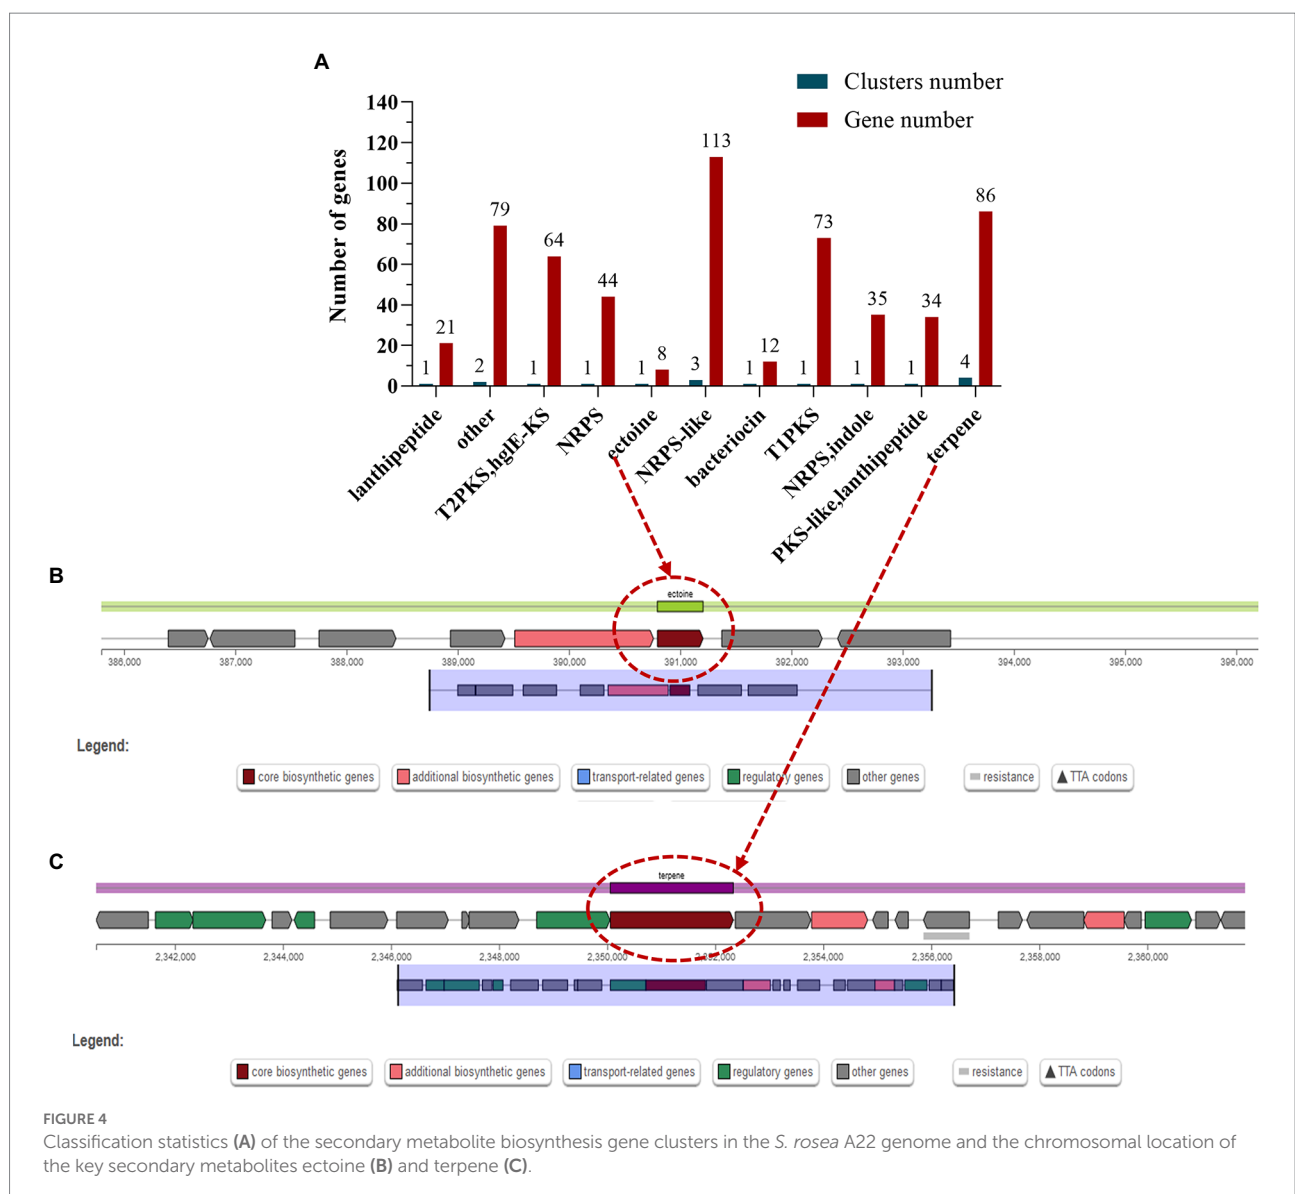 A
Clusters number
Gene number
Number of genes
140
120
100
80
60
40
20
0
1 21
2 79
1 64
1 44
1 8
3 113
1 12
1 73
1 35
1 34
4 86
lanthipeptide
other
T2PKS,hglE-KS
NRPS
ectoine
NRPS-like
bacteriocin
T1PKS
NRPS,indole
PKS-like,lanthipeptide
terpene
B
ectoine
386,000 387,000 388,000 389,000 390,000 391,000 392,000 393,000 394,000 395,000 396,000
Legend:
core biosynthetic genes additional biosynthetic genes transport-related genes regulatory genes other genes resistance TTA codons
C
terpene
2,342,000 2,344,000 2,346,000 2,348,000 2,350,000 2,352,000 2,354,000 2,356,000 2,358,000 2,360,000
Legend:
core biosynthetic genes additional biosynthetic genes transport-related genes regulatory genes other genes resistance TTA codons
FIGURE 4
Classification statistics (A) of the secondary metabolite biosynthesis gene clusters in the S. rosea A22 genome and the chromosomal location of
the key secondary metabolites ectoine (B) and terpene (C).